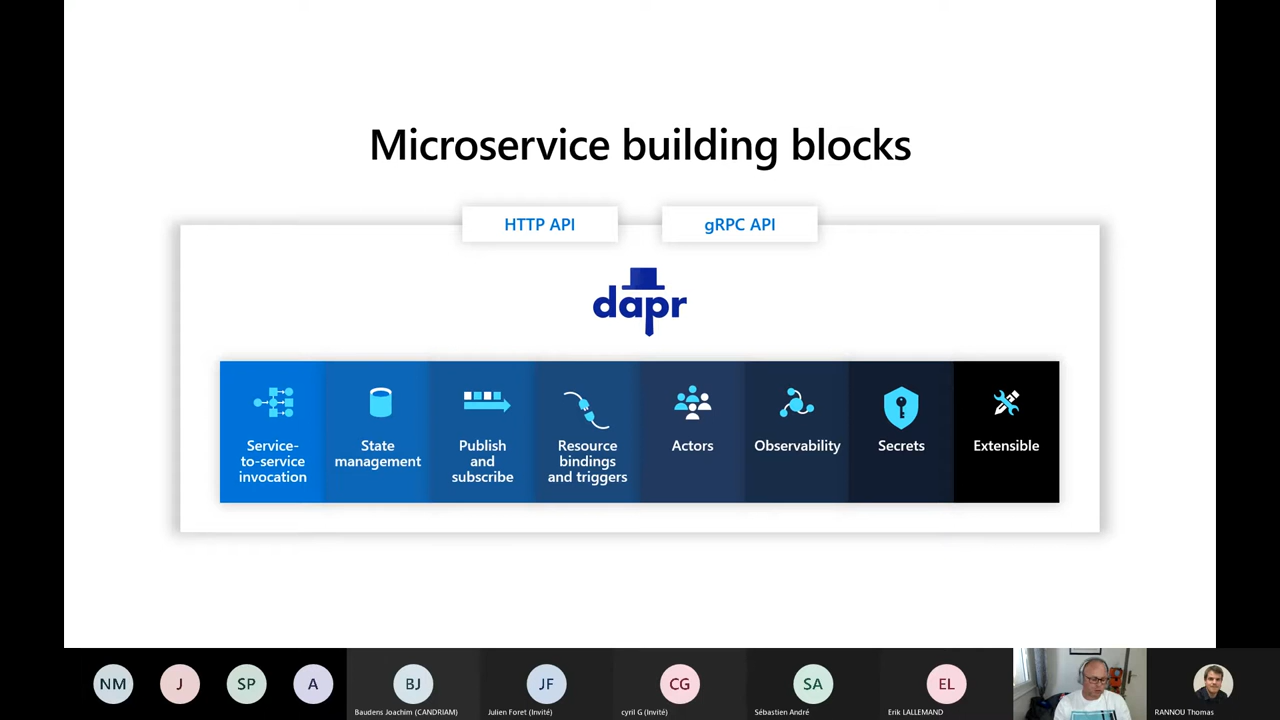 Microservice building blocks
HTTP API
gRPC API
dapr
Service-
to-service
invocation
State
management
Publish
and
subscribe
Resource
bindings
and triggers
Actors
Observability
Secrets
Extensible
NM
J
SP
A
BJ
Baudens Joachim (CANDRIAM)
JF
Julien Foret (Invité)
CG
cyril G (Invité)
SA
Sébastien André
EL
Erik LALLEMAND
RANNOU Thomas